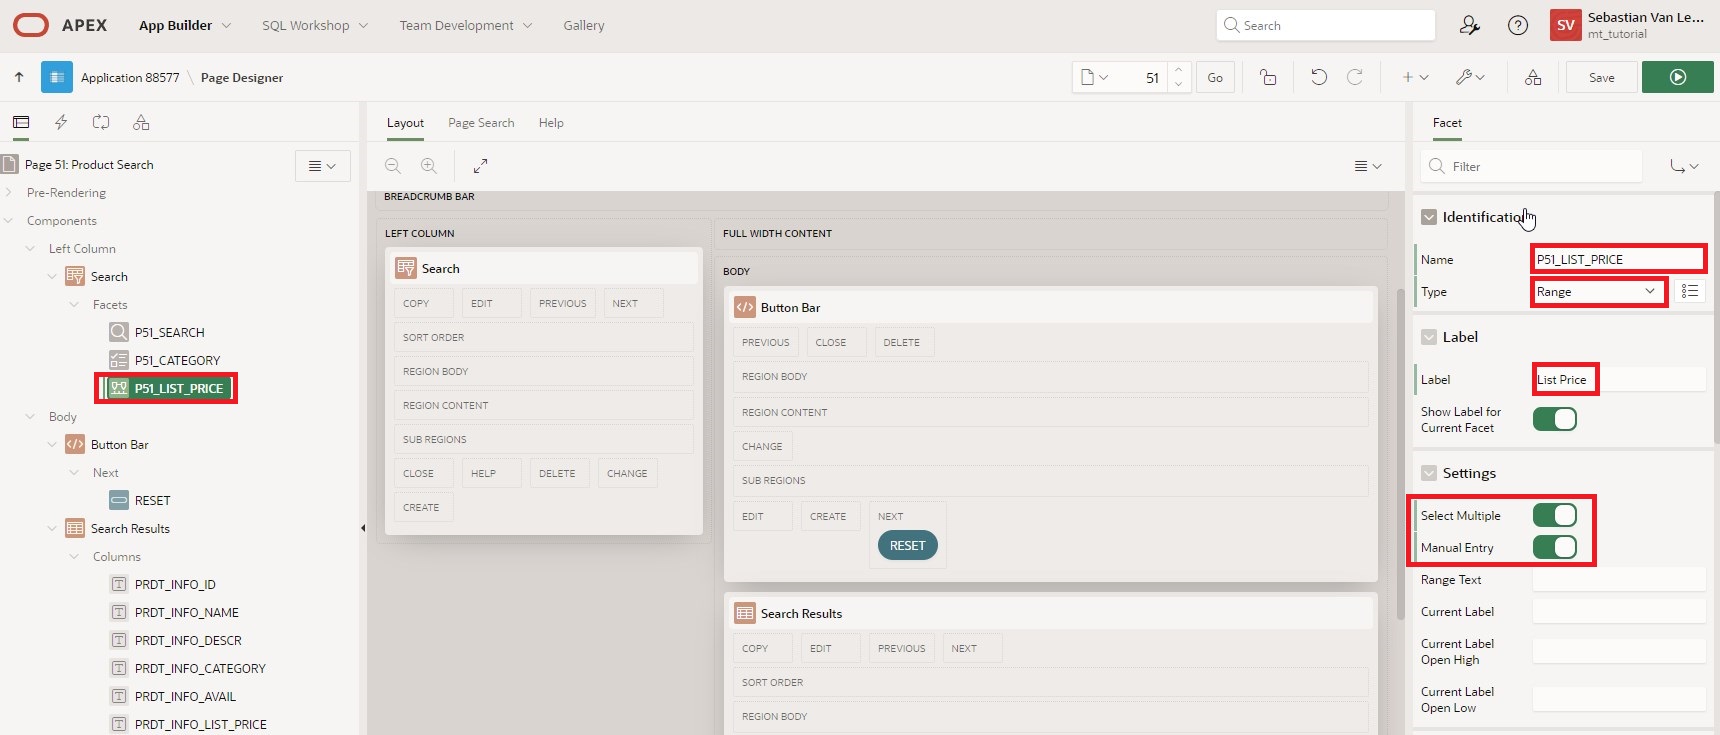 APEX App Builder SQL Workshop Team Development Gallery Search SV Sebastian Van Le...
mt_tutorial
Application 88577 \ Page Designer 51 Go Save
Layout Page Search Help Facet
Page 51: Product Search
Filter
Pre-Rendering
Components
Left Column
Search
Facets
P51_SEARCH
P51_CATEGORY
P51_LIST_PRICE
Body
Button Bar
Next
RESET
Search Results
Columns
PRDT_INFO_ID
PRDT_INFO_NAME
PRDT_INFO_DESCR
PRDT_INFO_CATEGORY
PRDT_INFO_AVAIL
PRDT_INFO_LIST_PRICE
BREADCRUMB BAR
LEFT COLUMN
Search
COPY EDIT PREVIOUS NEXT
SORT ORDER
REGION BODY
REGION CONTENT
SUB REGIONS
CLOSE HELP DELETE CHANGE
CREATE
FULL WIDTH CONTENT
BODY
Button Bar
PREVIOUS CLOSE DELETE
REGION BODY
REGION CONTENT
CHANGE
SUB REGIONS
EDIT CREATE NEXT
RESET
Search Results
COPY EDIT PREVIOUS NEXT
SORT ORDER
REGION BODY
Identification
Name P51_LIST_PRICE
Type Range
Label
Label List Price
Show Label for
Current Facet
Settings
Select Multiple
Manual Entry
Range Text
Current Label
Current Label
Open High
Current Label
Open Low